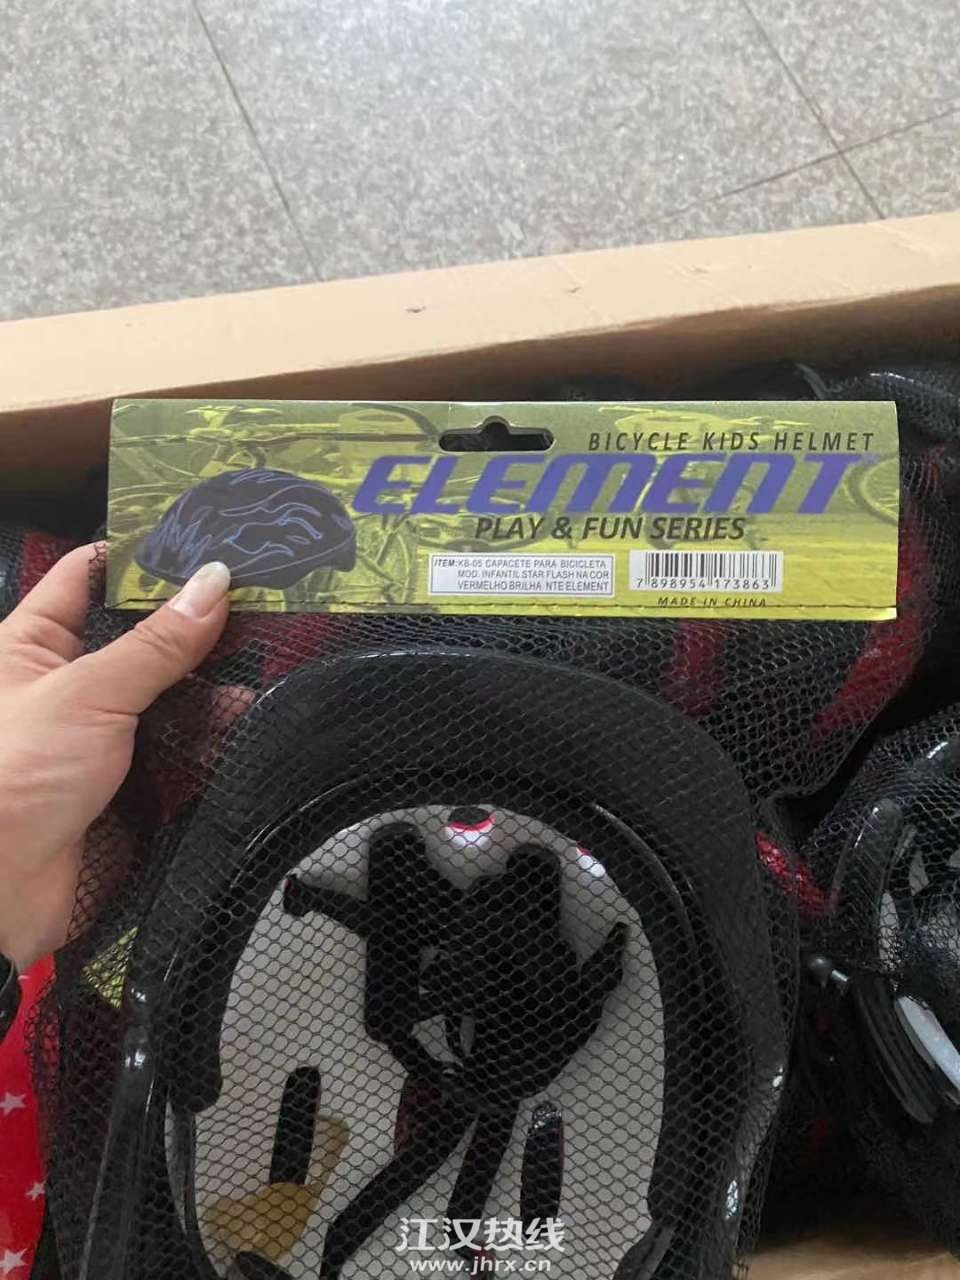 BICYCLE KIDS HELMET
ELEMENT
PLAY & FUN SERIES
ITEM:KB-05 CAPACETE PARA BICICLETA
MOD. INFANTIL STAR FLASH NA COR
VERMELHO BRILHA NTE ELEMENT
7 898954 173863
MADE IN CHINA
江汉热线
www.jhrx.cn